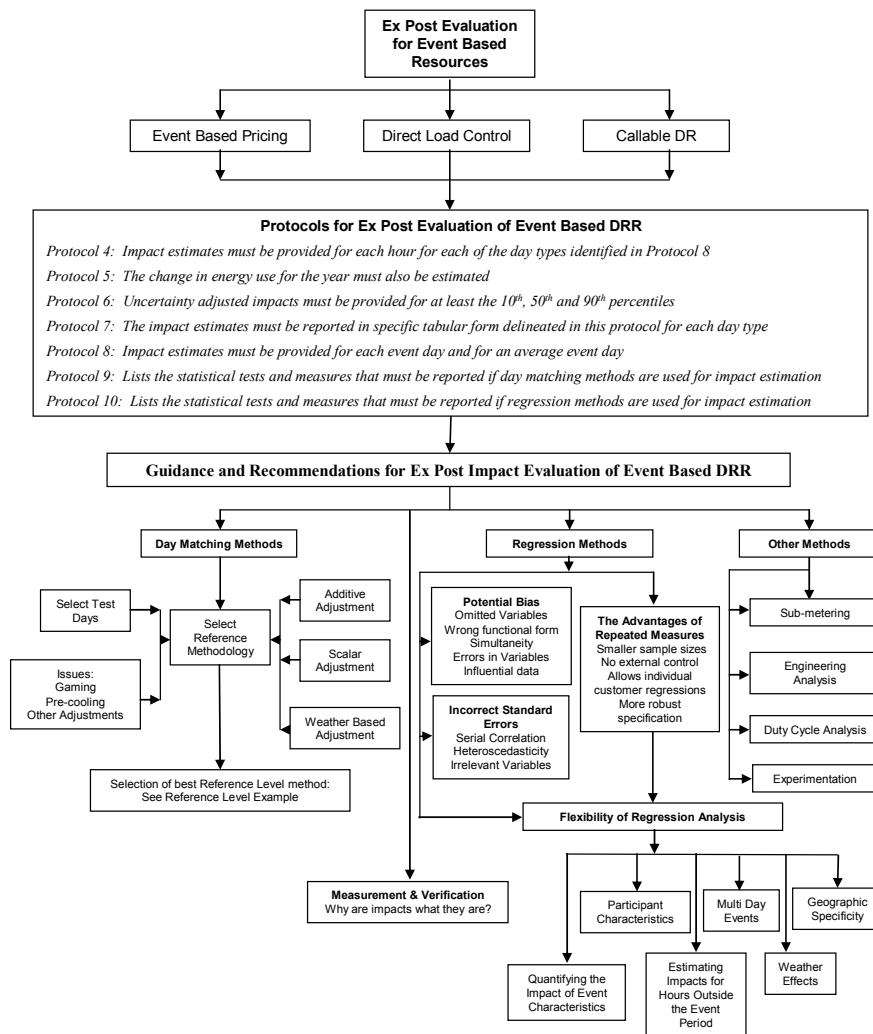 Ex Post Evaluation
for Event Based
Resources
Event Based Pricing
Direct Load Control
Callable DR
Protocols for Ex Post Evaluation of Event Based DRR
Protocol 4: Impact estimates must be provided for each hour for each of the day types identified in Protocol 8
Protocol 5: The change in energy use for the year must also be estimated
Protocol 6: Uncertainty adjusted impacts must be provided for at least the 10th, 50th and 90th percentiles
Protocol 7: The impact estimates must be reported in specific tabular form delineated in this protocol for each day type
Protocol 8: Impact estimates must be provided for each event day and for an average event day
Protocol 9: Lists the statistical tests and measures that must be reported if day matching methods are used for impact estimation
Protocol 10: Lists the statistical tests and measures that must be reported if regression methods are used for impact estimation
Guidance and Recommendations for Ex Post Impact Evaluation of Event Based DRR
Day Matching Methods
Select Test
Days
Issues:
Gaming
Pre-cooling
Other Adjustments
Select
Reference
Methodology
Additive
Adjustment
Scalar
Adjustment
Weather Based
Adjustment
Selection of best Reference Level method:
See Reference Level Example
Measurement & Verification
Why are impacts what they are?
Regression Methods
Potential Bias
Omitted Variables
Wrong functional form
Simultaneity
Errors in Variables
Influential data
Incorrect Standard
Errors
Serial Correlation
Heteroscedasticity
Irrelevant Variables
The Advantages of
Repeated Measures
Smaller sample sizes
No external control
Allows individual
customer regressions
More robust
specification
Flexibility of Regression Analysis
Participant
Characteristics
Multi Day
Events
Geographic
Specificity
Quantifying the
Impact of Event
Characteristics
Estimating
Impacts for
Hours Outside
the Event
Period
Weather
Effects
Other Methods
Sub-metering
Engineering
Analysis
Duty Cycle Analysis
Experimentation